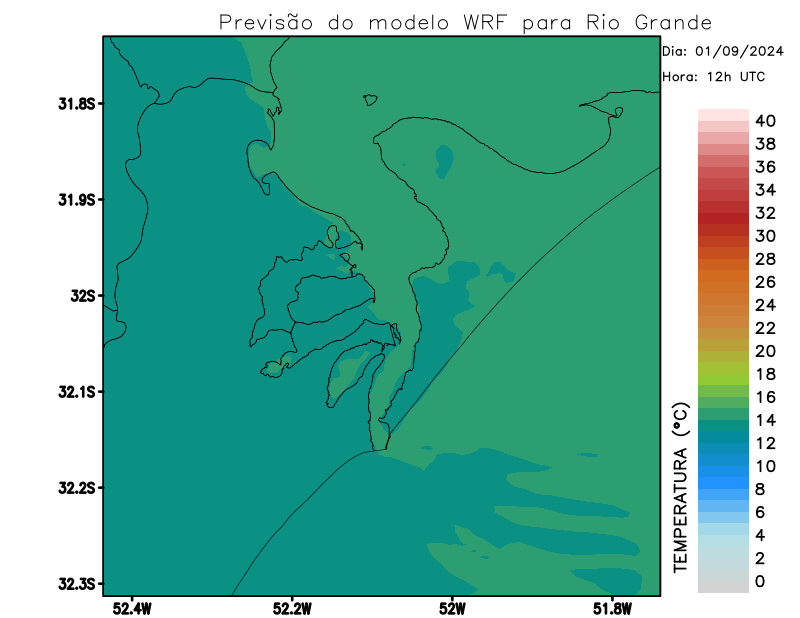 Previsão do modelo WRF para Rio Grande
Dia: 01/09/2024
Hora: 12h UTC
31.8S
31.9S
32S
32.1S
32.2S
32.3S
52.4W
52.2W
52W
51.8W
TEMPERATURA (°C)
40
38
36
34
32
30
28
26
24
22
20
18
16
14
12
10
8
6
4
2
0